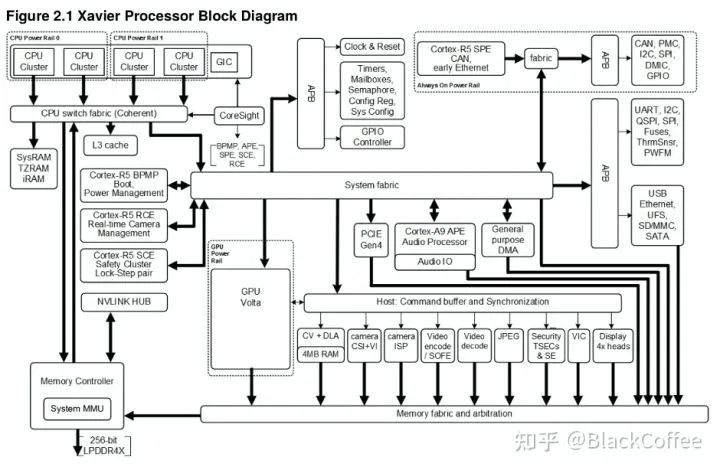 Figure 2.1 Xavier Processor Block Diagram
CPU Power Rail 0
CPU Power Rail 1
CPU
Cluster
CPU
Cluster
CPU
Cluster
CPU
Cluster
GIC
CPU switch fabric (Coherent)
CoreSight
SysRAM
TZRAM
iRAM
L3 cache
BPMP, APE,
SPE, SCE,
RCE
APB
Clock & Reset
Timers,
Mailboxes,
Semaphore,
Config Reg,
Sys Config
GPIO
Controller
Cortex-R5 SPE
CAN,
early Ethernet
fabric
APB
CAN, PMC,
I2C, SPI,
DMIC,
GPIO
Always On Power Rail
APB
UART, I2C,
QSPI, SPI,
Fuses,
ThrmSnsr,
PWFM
USB
Ethernet,
UFS,
SD/MMC,
SATA
Cortex-R5 BPMP
Boot,
Power Management
System fabric
Cortex-R5 RCE
Real-time Camera
Management
Cortex-R5 SCE
Safety Cluster
Lock-Step pair
GPU
Power
Rail
GPU
Volta
PCIE
Gen4
Cortex-A9 APE
Audio Processor
Audio IO
General
purpose
DMA
NVLINK HUB
Host: Command buffer and Synchronization
CV + DLA
4MB RAM
camera
CSI+VI
camera
ISP
Video
encode
/ SOFE
Video
decode
JPEG
Security
TSECs
& SE
VIC
Display
4x heads
Memory Controller
System MMU
Memory fabric and arbitration
256-bit
LPDDR4X
知乎 @BlackCoffee